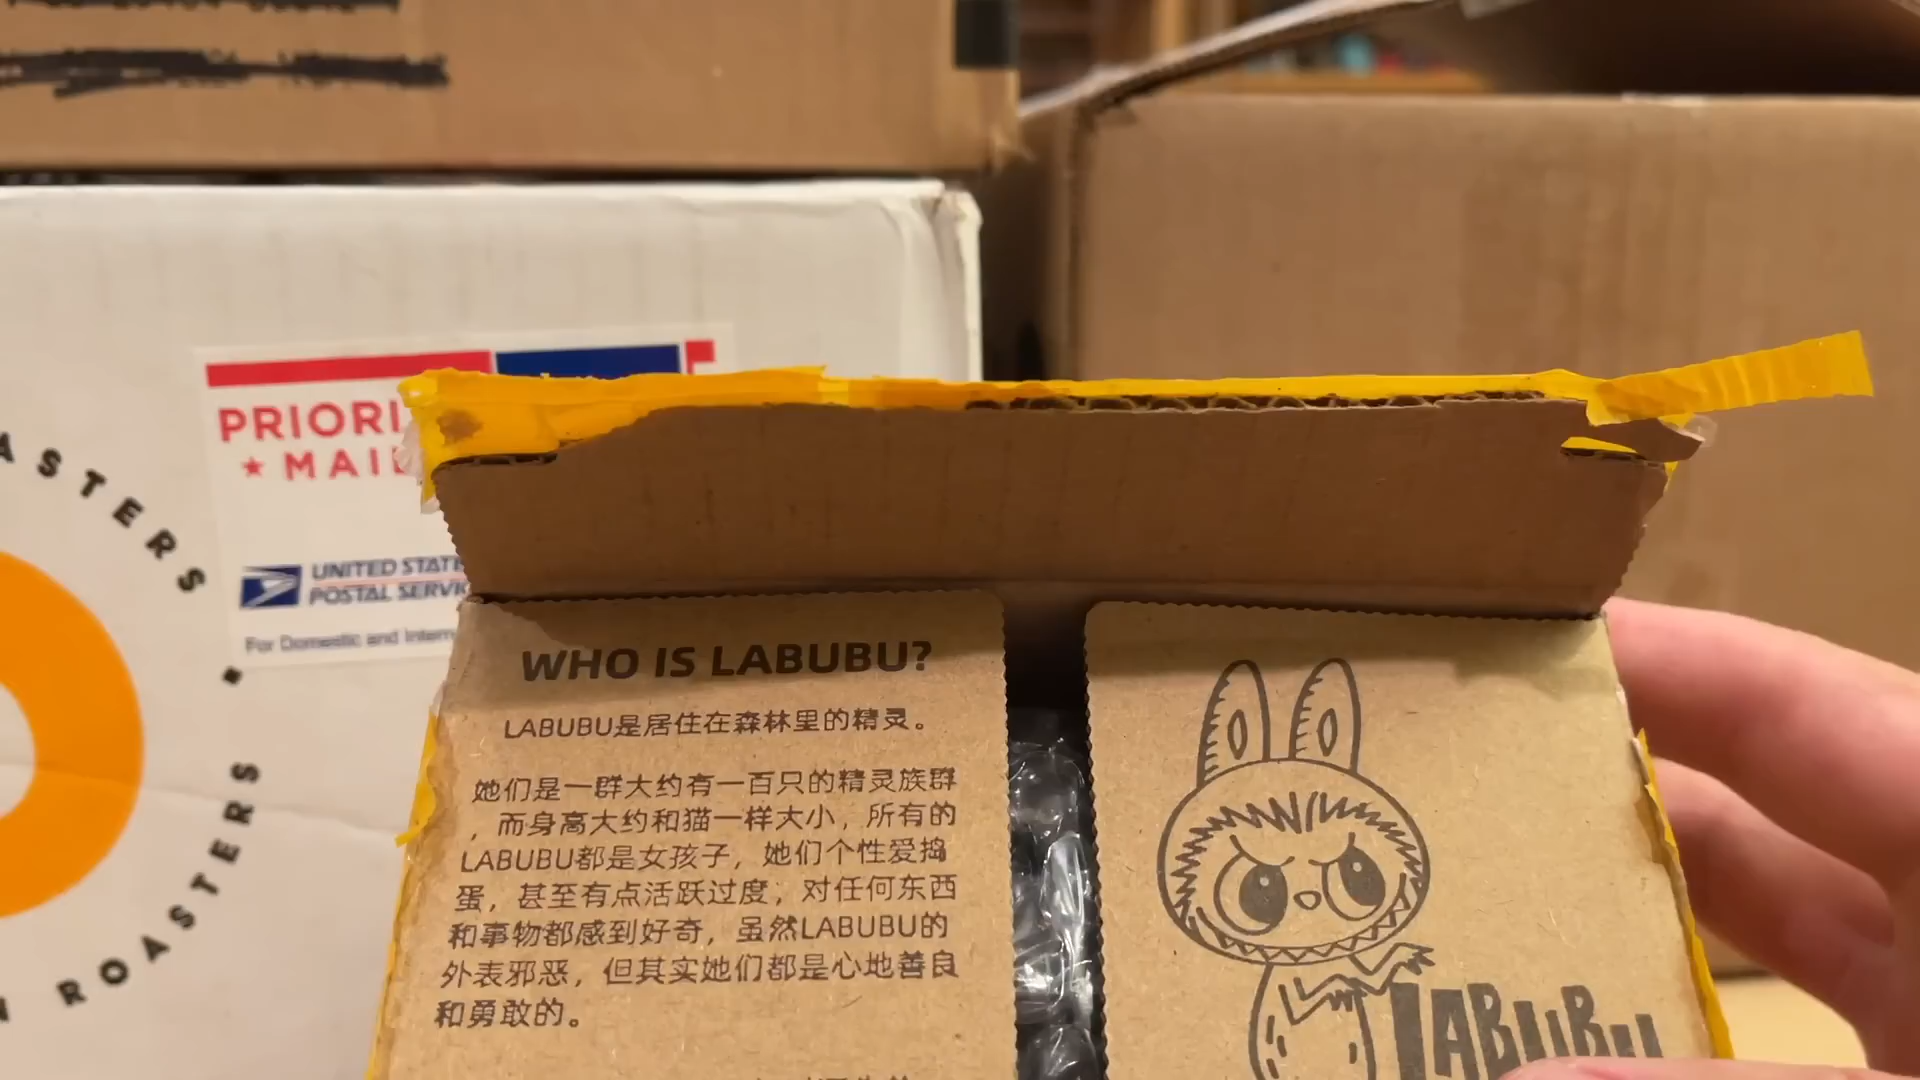 PRIORI
★ MAIL
UNITED STATE
POSTAL SERVIC
For Domestic and Intern
ASTERS
ROASTERS
WHO IS LABUBU?
LABUBU是居住在森林里的精灵。
她们是一群大约有一百只的精灵族群
，而身高大约和猫一样大小，所有的
LABUBU都是女孩子，她们个性爱捣
蛋，甚至有点活跃过度，对任何东西
和事物都感到好奇，虽然LABUBU的
外表邪恶，但其实她们都是心地善良
和勇敢的。
LABUBU